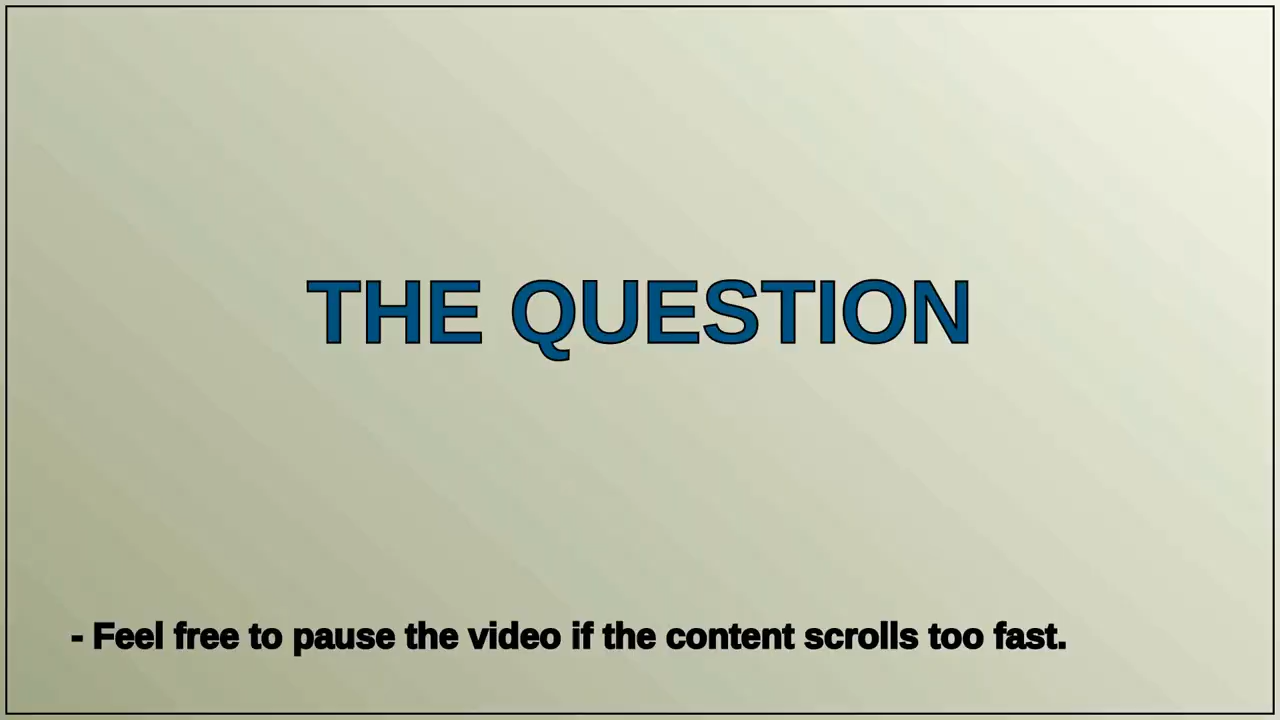 THE QUESTION
- Feel free to pause the video if the content scrolls too fast.